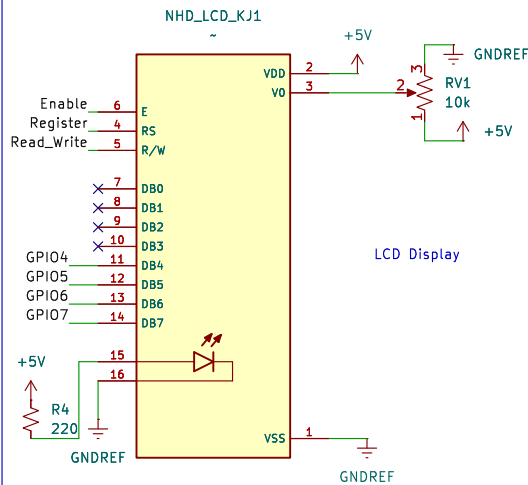 NHD_LCD_KJ1
~
+5V
GNDREF
VDD 2
V0 3
2
3
RV1
10k
1
+5V
Enable 6 E
Register 4 RS
Read_Write 5 R/W
7 DB0
8 DB1
9 DB2
10 DB3
GPIO4 11 DB4
GPIO5 12 DB5
GPIO6 13 DB6
GPIO7 14 DB7
LCD Display
15
16
+5V
R4
220
GNDREF
VSS 1
GNDREF